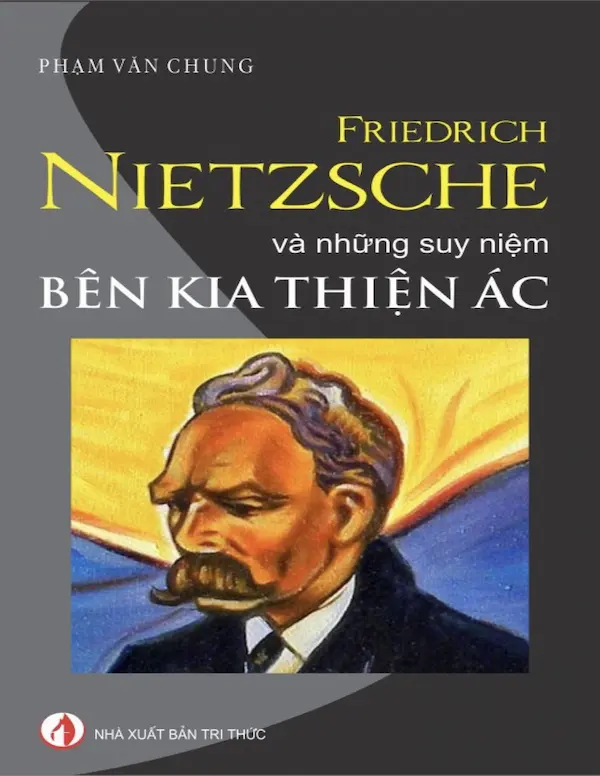 PHẠM VĂN CHUNG
FRIEDRICH
NIETZSCHE
và những suy niệm
BÊN KIA THIỆN ÁC
NHÀ XUẤT BẢN TRI THỨC